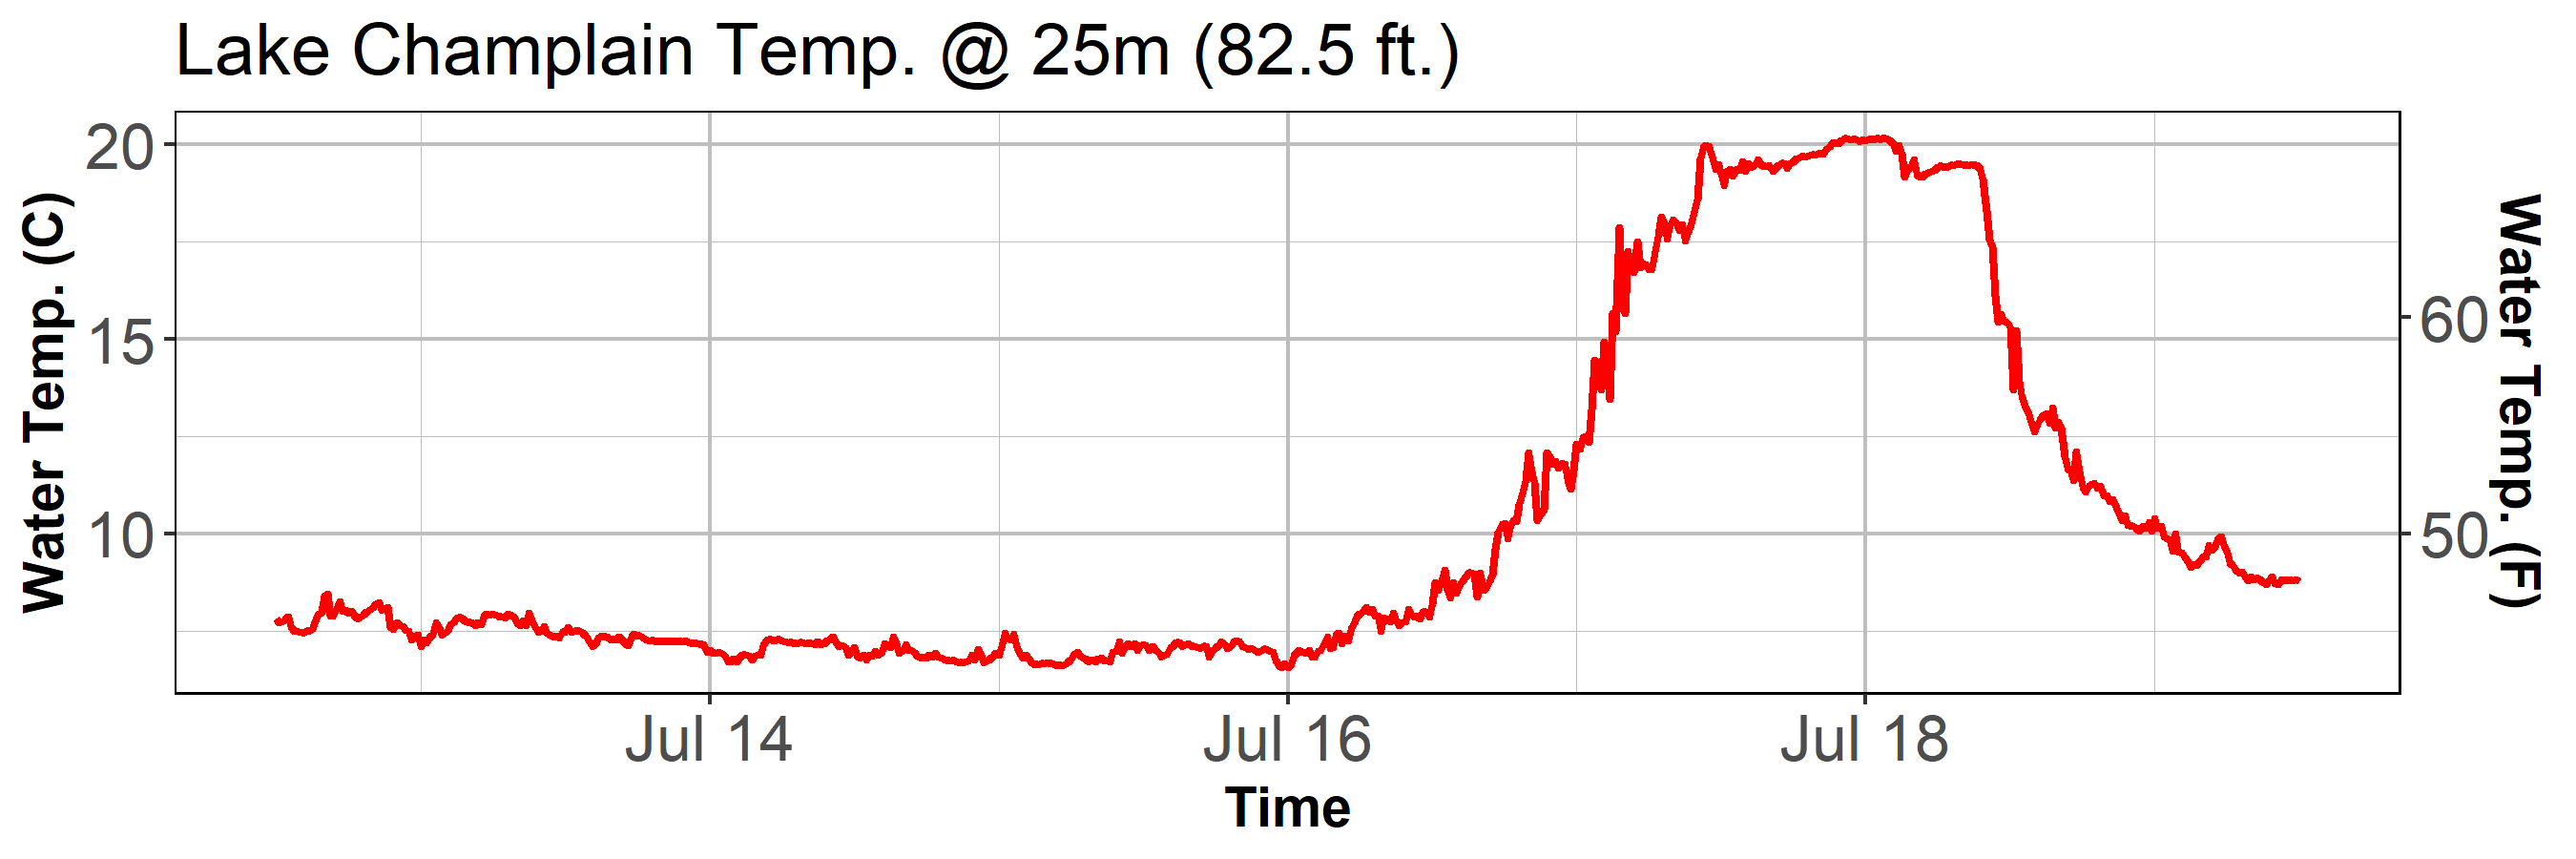 Lake Champlain Temp. @ 25m (82.5 ft.)
Water Temp. (C)
20
15
10
60
50
Water Temp. (F)
Jul 14 Jul 16 Jul 18
Time